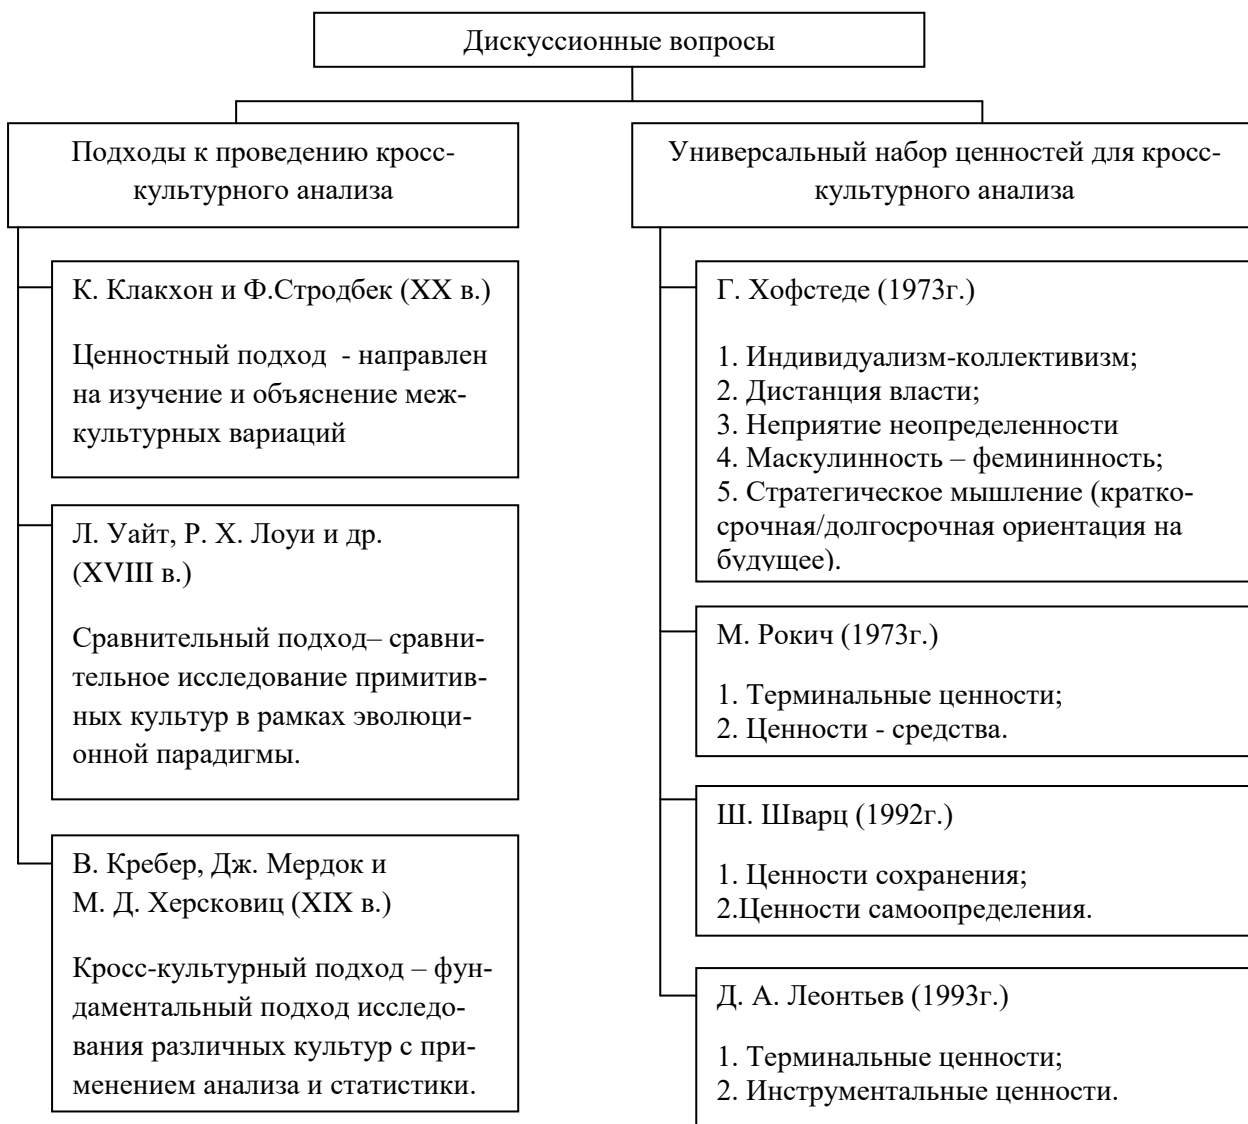 Дискуссионные вопросы
Подходы к проведению кросс-
культурного анализа
К. Клакхон и Ф.Стродбек (XX в.)
Ценностный подход - направлен
на изучение и объяснение меж-
культурных вариаций
Л. Уайт, Р. Х. Лоуи и др.
(XVIII в.)
Сравнительный подход– сравни-
тельное исследование примитив-
ных культур в рамках эволюци-
онной парадигмы.
В. Кребер, Дж. Мердок и
М. Д. Херсковиц (XIX в.)
Кросс-культурный подход – фун-
даментальный подход исследо-
вания различных культур с при-
менением анализа и статистики.
Универсальный набор ценностей для кросс-
культурного анализа
Г. Хофстеде (1973г.)
1. Индивидуализм-коллективизм;
2. Дистанция власти;
3. Неприятие неопределенности
4. Маскулинность – фемининность;
5. Стратегическое мышление (кратко-
срочная/долгосрочная ориентация на
будущее).
М. Рокич (1973г.)
1. Терминальные ценности;
2. Ценности - средства.
Ш. Шварц (1992г.)
1. Ценности сохранения;
2.Ценности самоопределения.
Д. А. Леонтьев (1993г.)
1. Терминальные ценности;
2. Инструментальные ценности.